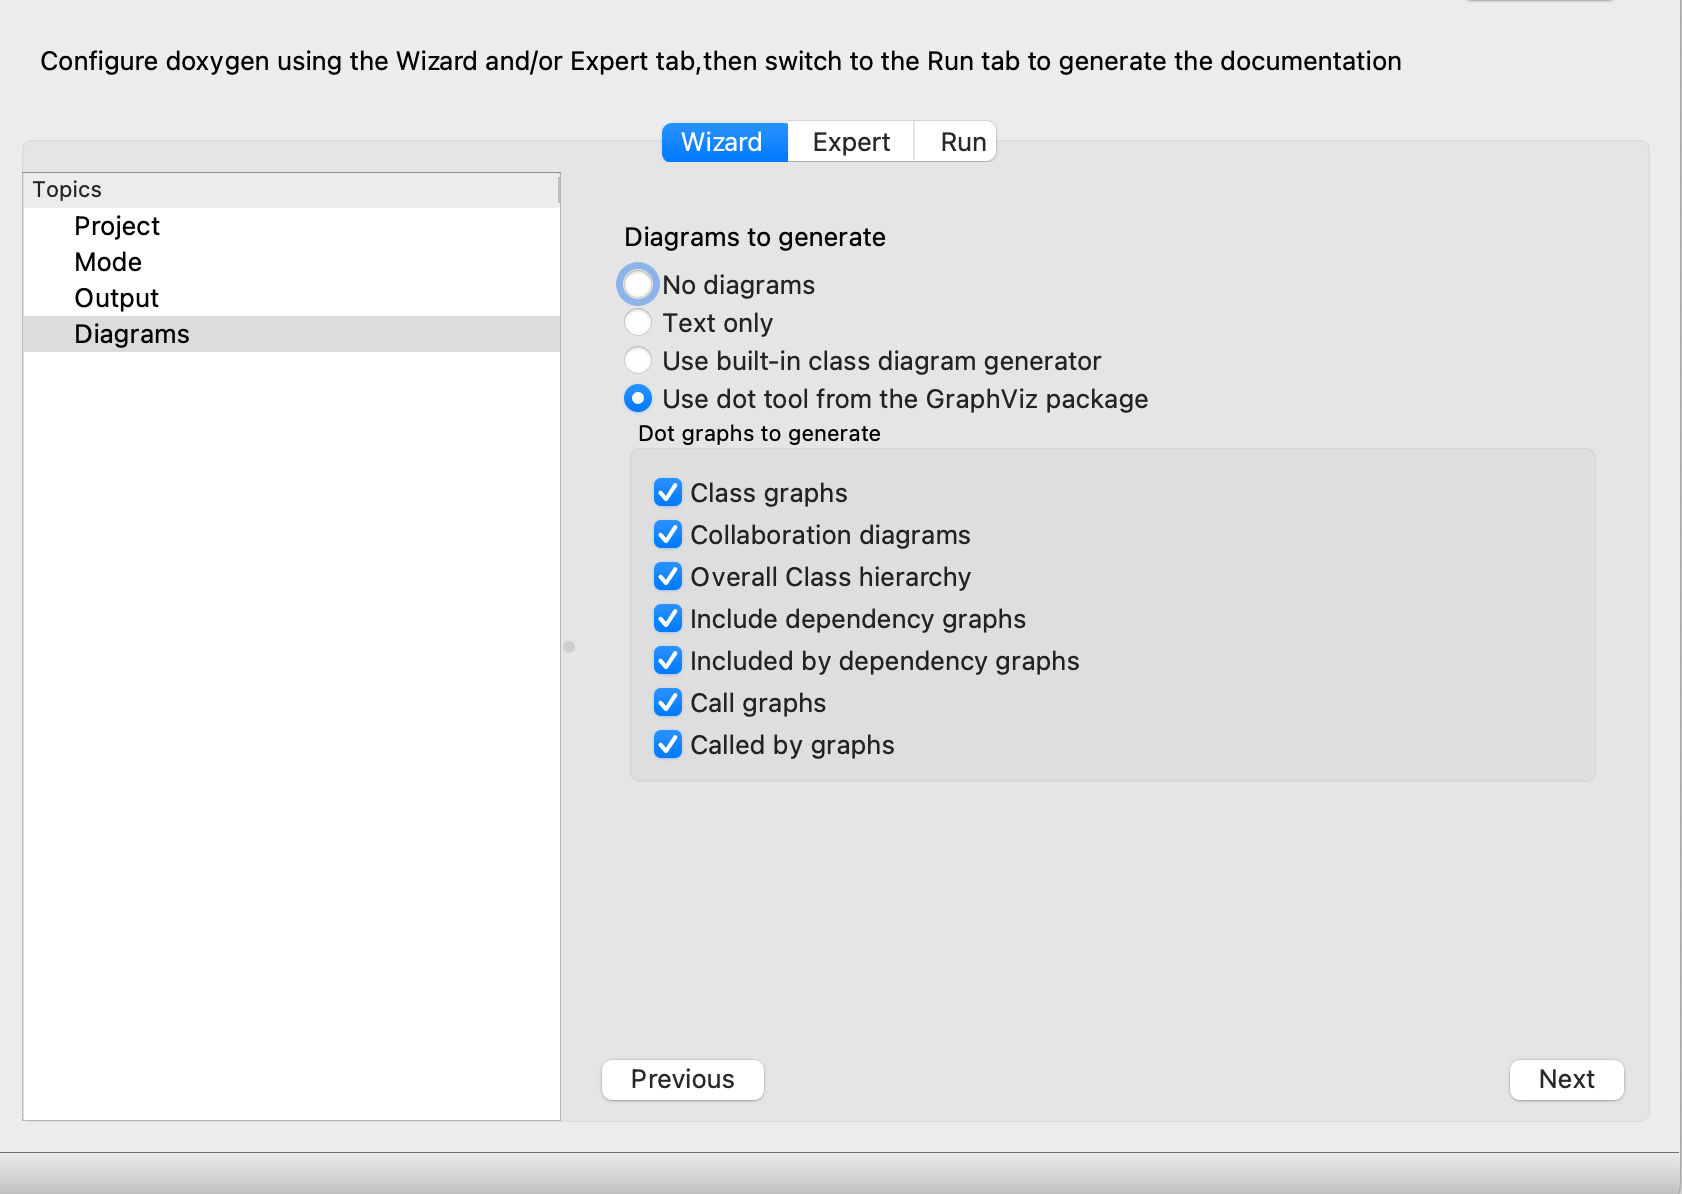 Configure doxygen using the Wizard and/or Expert tab,then switch to the Run tab to generate the documentation
Wizard
Expert
Run
Topics
Project
Mode
Output
Diagrams
Diagrams to generate
No diagrams
Text only
Use built-in class diagram generator
Use dot tool from the GraphViz package
Dot graphs to generate
Class graphs
Collaboration diagrams
Overall Class hierarchy
Include dependency graphs
Included by dependency graphs
Call graphs
Called by graphs
Previous
Next